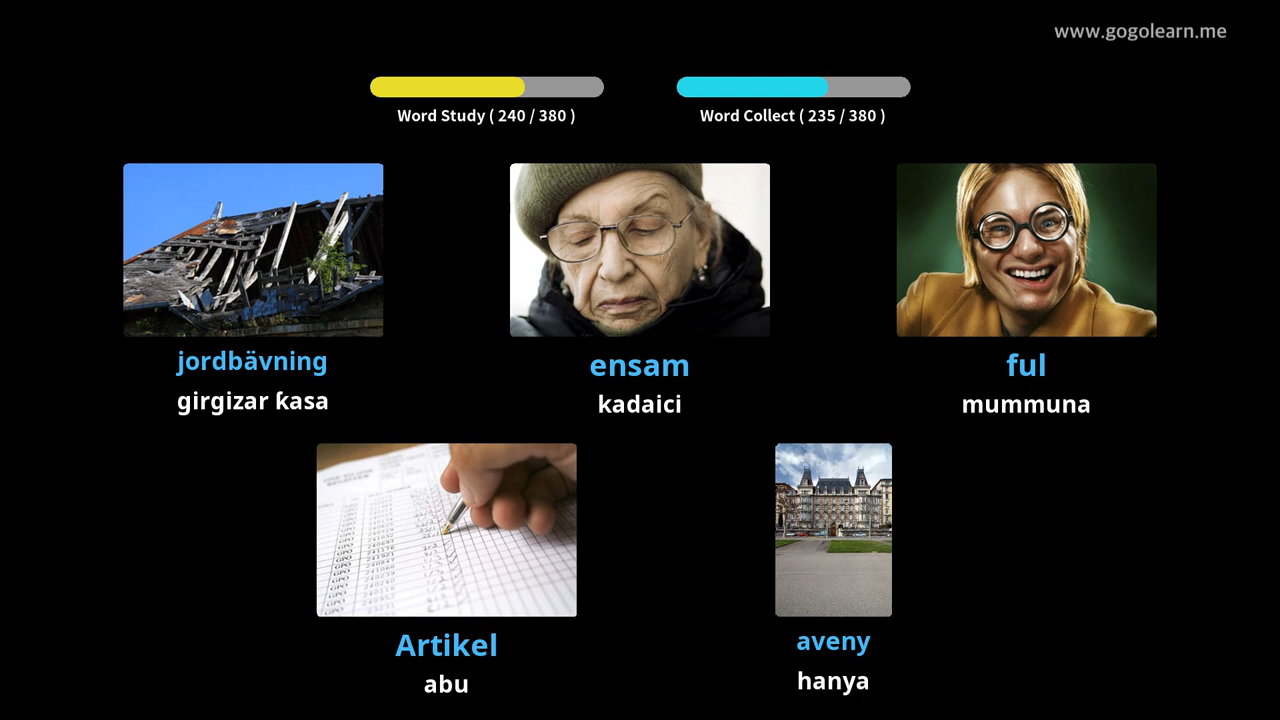 www.gogolearn.me
Word Study ( 240 / 380 )
Word Collect ( 235 / 380 )
jordbävning
girgizar ƙasa
ensam
kadaici
ful
mummuna
Artikel
abu
aveny
hanya